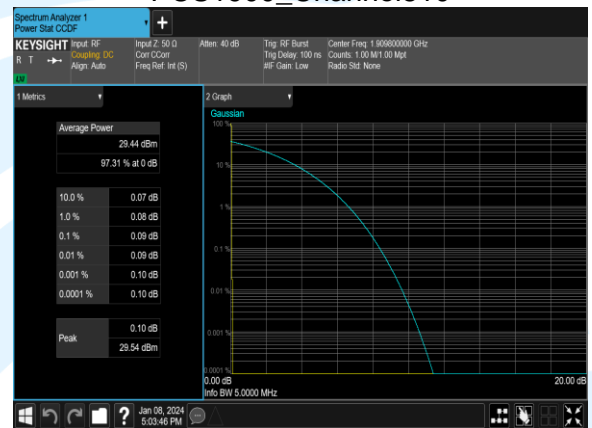 Spectrum Analyzer 1
Power Stat CCDF
KEYSIGHT
R T
LXI
Input: RF
Coupling: DC
Align: Auto
Input Z: 50 Ω
Corr CCorr
Freq Ref: Int (S)
Atten: 40 dB
Trig: RF Burst
Trig Delay: 100 ns
#IF Gain: Low
Center Freq: 1.909800000 GHz
Counts: 1.00 M/1.00 Mpt
Radio Std: None
1 Metrics
Average Power
29.44 dBm
97.31 % at 0 dB
10.0 % 0.07 dB
1.0 % 0.08 dB
0.1 % 0.09 dB
0.01 % 0.09 dB
0.001 % 0.10 dB
0.0001 % 0.10 dB
Peak
0.10 dB
29.54 dBm
2 Graph
Gaussian
100 %
10 %
1 %
0.1 %
0.01 %
0.001 %
0.0001 %
0.00 dB
20.00 dB
Info BW 5.0000 MHz
?
Jan 08, 2024
5:03:46 PM